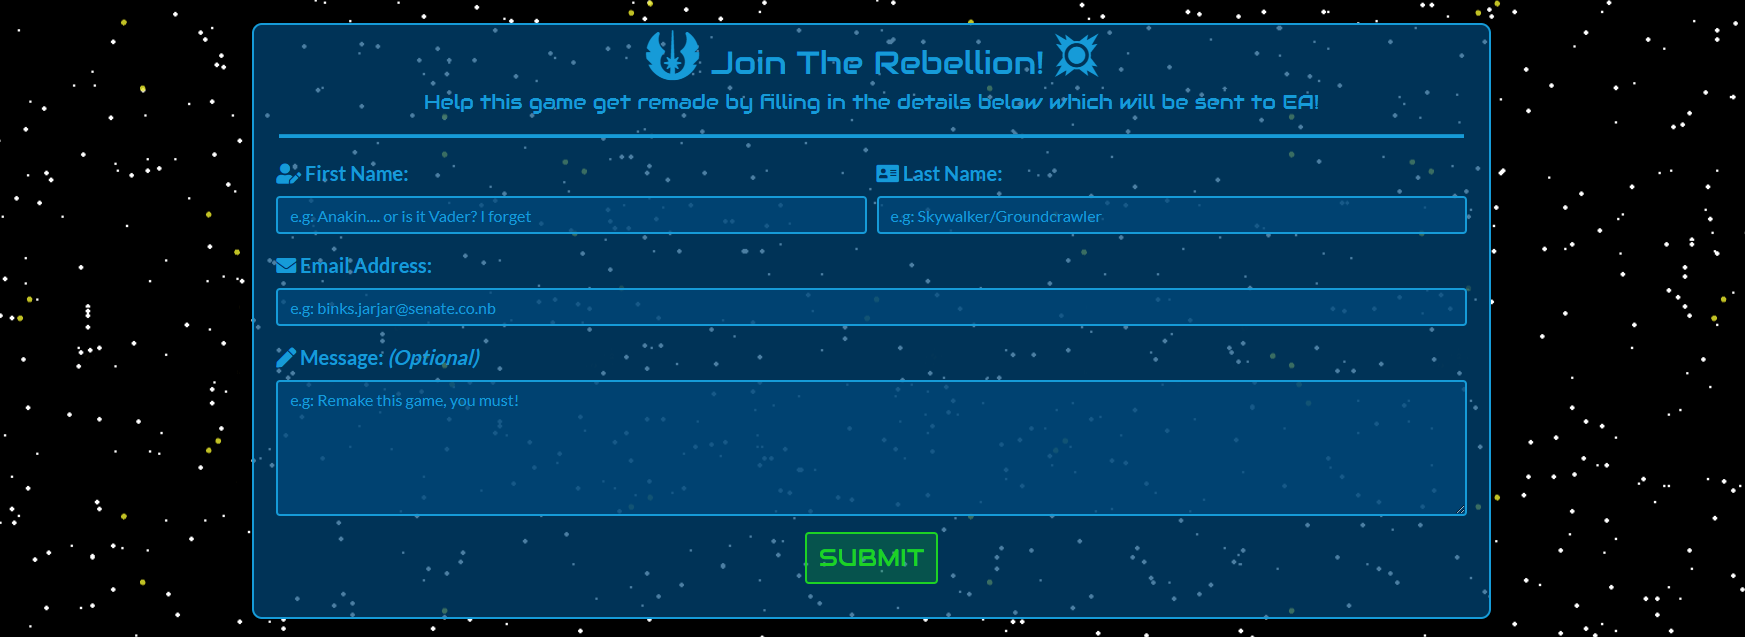 Join The Rebellion!
Help this game get remade by filling in the details below which will be sent to EA!
First Name:
Last Name:
e.g: Anakin.... or is it Vader? I forget
e.g: Skywalker/Groundcrawler
Email Address:
e.g: binks.jarjar@senate.co.nb
Message: (Optional)
e.g: Remake this game, you must!
SUBMIT